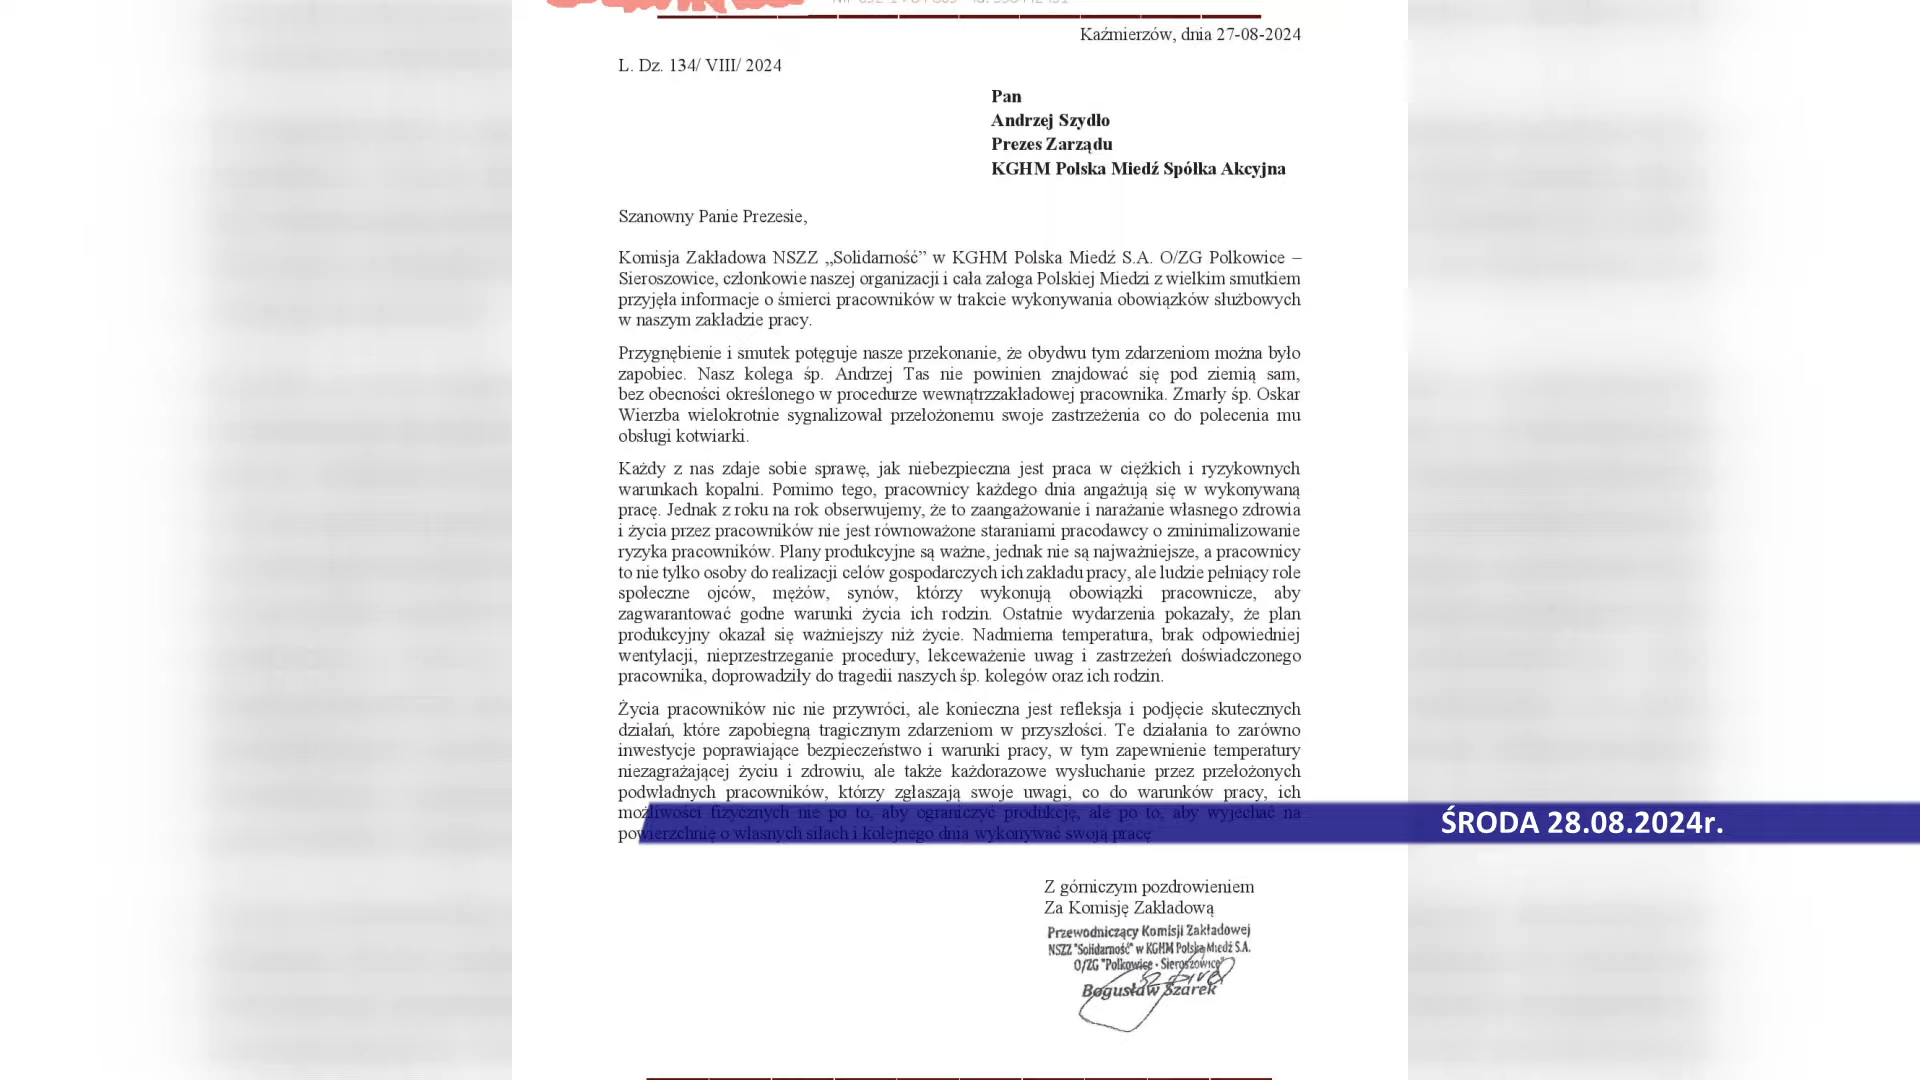 Kaźmierzów, dnia 27-08-2024
L. Dz. 134/ VIII/ 2024
Pan
Andrzej Szydło
Prezes Zarządu
KGHM Polska Miedź Spółka Akcyjna
Szanowny Panie Prezesie,
Komisja Zakładowa NSZZ „Solidarność” w KGHM Polska Miedź S.A. O/ZG Polkowice –
Sieroszowice, członkowie naszej organizacji i cała załoga Polskiej Miedzi z wielkim smutkiem
przyjęła informacje o śmierci pracowników w trakcie wykonywania obowiązków służbowych
w naszym zakładzie pracy.
Przygnębienie i smutek potęguje nasze przekonanie, że obydwu tym zdarzeniom można było
zapobiec. Nasz kolega śp. Andrzej Tas nie powinien znajdować się pod ziemią sam,
bez obecności określonego w procedurze wewnątrzzakładowej pracownika. Zmarły śp. Oskar
Wierzba wielokrotnie sygnalizował przełożonemu swoje zastrzeżenia co do polecenia mu
obsługi kotwiarki.
Każdy z nas zdaje sobie sprawę, jak niebezpieczna jest praca w ciężkich i ryzykownych
warunkach kopalni. Pomimo tego, pracownicy każdego dnia angażują się w wykonywaną
pracę. Jednak z roku na rok obserwujemy, że to zaangażowanie i narażanie własnego zdrowia
i życia przez pracowników nie jest równoważone staraniami pracodawcy o zminimalizowanie
ryzyka pracowników. Plany produkcyjne są ważne, jednak nie są najważniejsze, a pracownicy
to nie tylko osoby do realizacji celów gospodarczych ich zakładu pracy, ale ludzie pełniący role
społeczne ojców, mężów, synów, którzy wykonują obowiązki pracownicze, aby
zagwarantować godne warunki życia ich rodzin. Ostatnie wydarzenia pokazały, że plan
produkcyjny okazał się ważniejszy niż życie. Nadmierna temperatura, brak odpowiedniej
wentylacji, nieprzestrzeganie procedury, lekceważenie uwag i zastrzeżeń doświadczonego
pracownika, doprowadziły do tragedii naszych śp. kolegów oraz ich rodzin.
Życia pracowników nic nie przywróci, ale konieczna jest refleksja i podjęcie skutecznych
działań, które zapobiegną tragicznym zdarzeniom w przyszłości. Te działania to zarówno
inwestycje poprawiające bezpieczeństwo i warunki pracy, w tym zapewnienie temperatury
niezagrażającej życiu i zdrowiu, ale także każdorazowe wysłuchanie przez przełożonych
podwładnych pracowników, którzy zgłaszają swoje uwagi, co do warunków pracy, ich
możliwości fizycznych nie po to, aby ograniczyć produkcję, ale po to, aby wyjechać na
powierzchnię o własnych siłach i kolejnego dnia wykonywać swoją pracę
ŚRODA 28.08.2024r.
Z górniczym pozdrowieniem
Za Komisję Zakładową
Przewodniczący Komisji Zakładowej
NSZZ "Solidarność" w KGHM Polska Miedź S.A.
O/ZG "Polkowice - Sieroszowice"
Bogusław Szarek